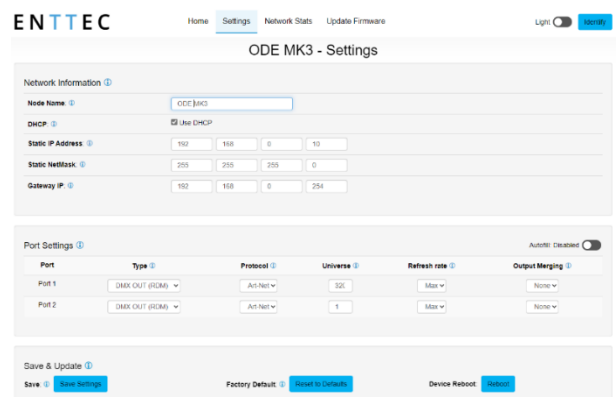 ENTTEC Home Settings Network Stats Update Firmware Light Identify
ODE MK3 - Settings
Network Information
Node Name: ODE MK3
DHCP: Use DHCP
Static IP Address: 192 168 0 10
Static NetMask: 255 255 255 0
Gateway IP: 192 168 0 254
Port Settings Autofill: Disabled
Port Type Protocol Universe Refresh rate Output Merging
Port 1 DMX OUT (RDM) Art-Net Max None
Port 2 DMX OUT (RDM) Art-Net 1 Max None
Save & Update
Save: Save Settings Factory Default: Reset to Defaults Device Reboot: Reboot